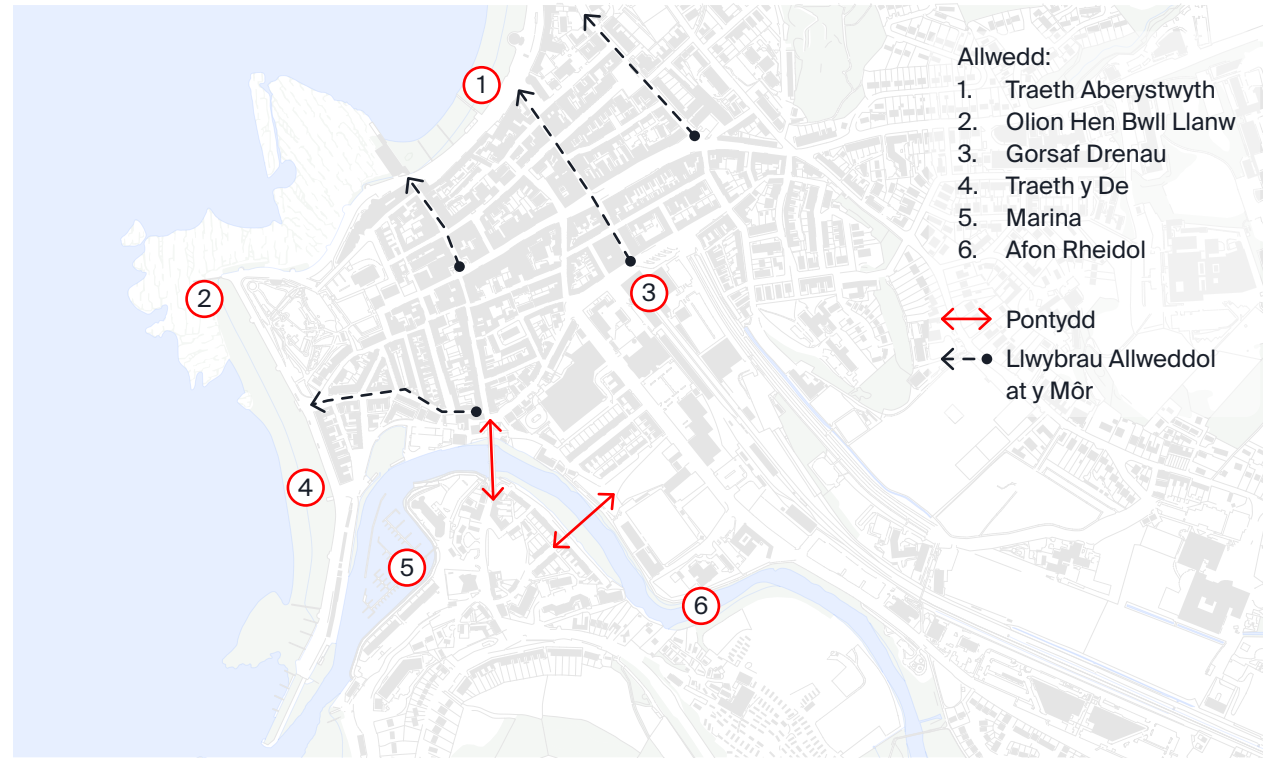 Allwedd:
1. Traeth Aberystwyth
2. Olion Hen Bwll Llanw
3. Gorsaf Drenau
4. Traeth y De
5. Marina
6. Afon Rheidol
Pontydd
Llwybrau Allweddol
at y Môr
1
2
3
4
5
6